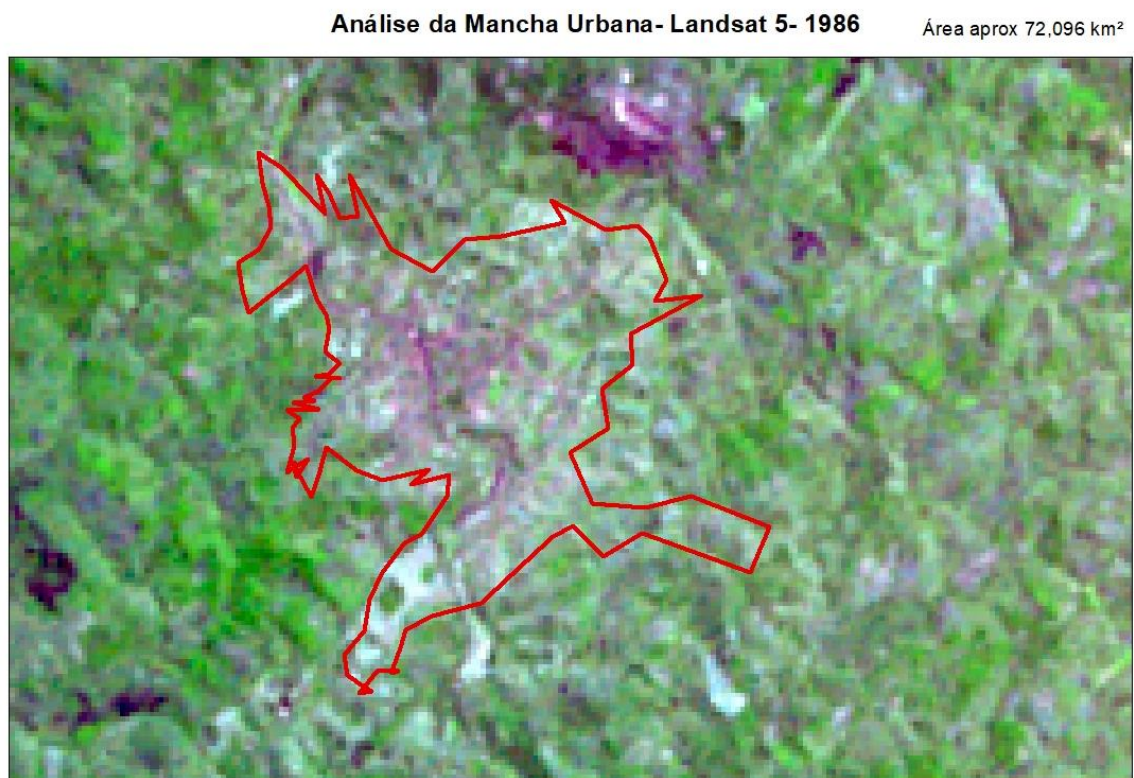 Análise da Mancha Urbana- Landsat 5- 1986
Área aprox 72,096 km²